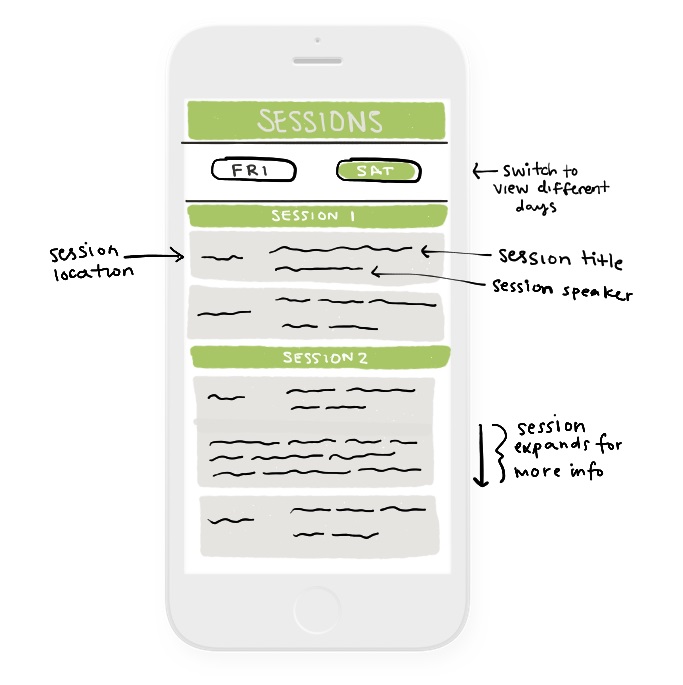 SESSIONS
FRI
SAT
switch to
view different
days
SESSION 1
session
location
session title
session speaker
SESSION 2
session
expands for
more info